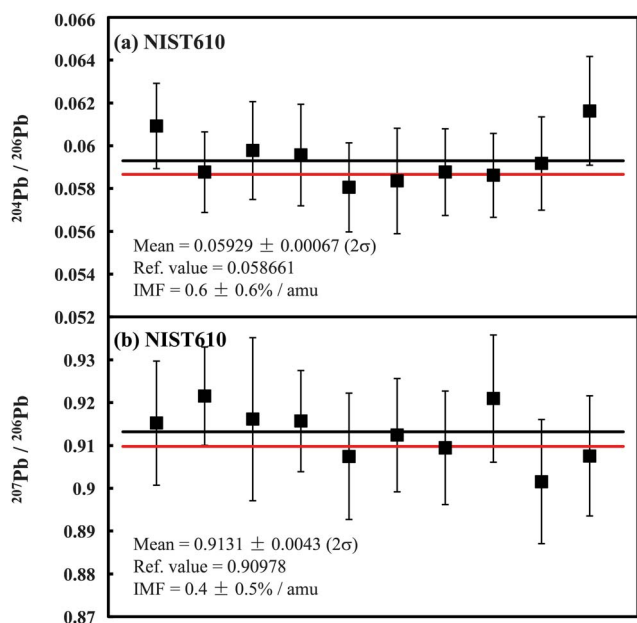 0.066
(a) NIST610
0.064
0.062
0.06
0.058
0.056
0.054
0.052
²⁰⁴Pb / ²⁰⁶Pb
Mean = 0.05929 ± 0.00067 (2σ)
Ref. value = 0.058661
IMF = 0.6 ± 0.6% / amu
(b) NIST610
0.93
0.92
0.91
0.9
0.89
0.88
0.87
²⁰⁷Pb / ²⁰⁶Pb
Mean = 0.9131 ± 0.0043 (2σ)
Ref. value = 0.90978
IMF = 0.4 ± 0.5% / amu